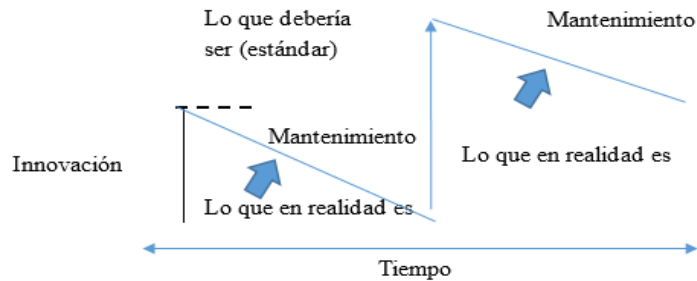 Lo que debería
ser (estándar)
Mantenimiento
Mantenimiento
Innovación
Lo que en realidad es
Lo que en realidad es
Tiempo